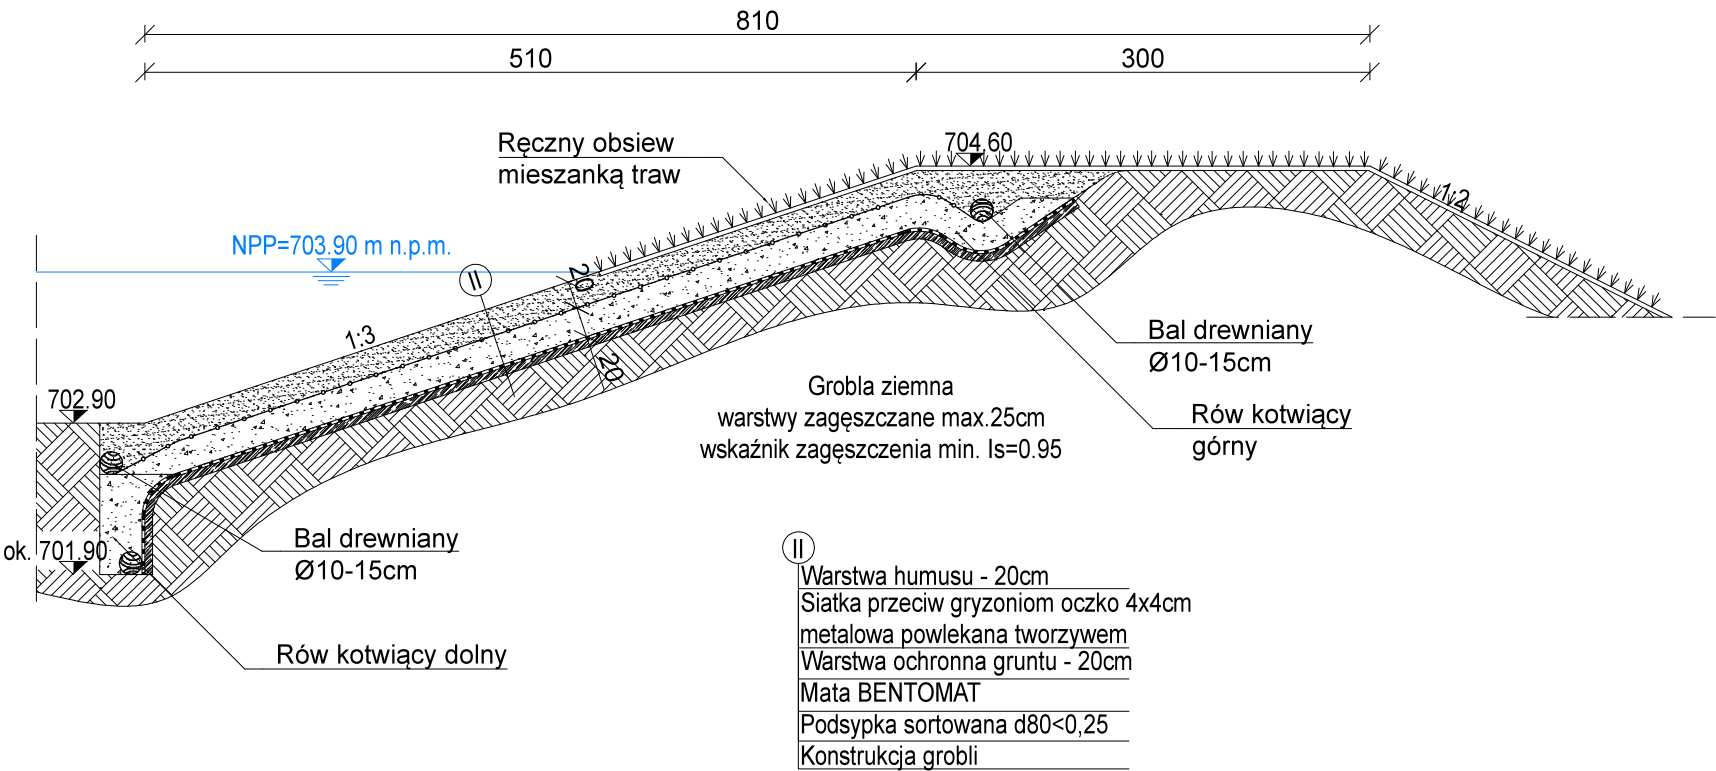 810
510
300
Ręczny obsiew
mieszanką traw
704.60
1:2
NPP=703.90 m n.p.m.
II
20
1:3
20
702.90
Bal drewniany
Ø10-15cm
Grobla ziemna
warstwy zagęszczane max.25cm
wskaźnik zagęszczenia min. Is=0.95
Rów kotwiący
górny
ok. 701.90
Bal drewniany
Ø10-15cm
Rów kotwiący dolny
II
Warstwa humusu - 20cm
Siatka przeciw gryzoniom oczko 4x4cm
metalowa powlekana tworzywem
Warstwa ochronna gruntu - 20cm
Mata BENTOMAT
Podsypka sortowana d80<0,25
Konstrukcja grobli